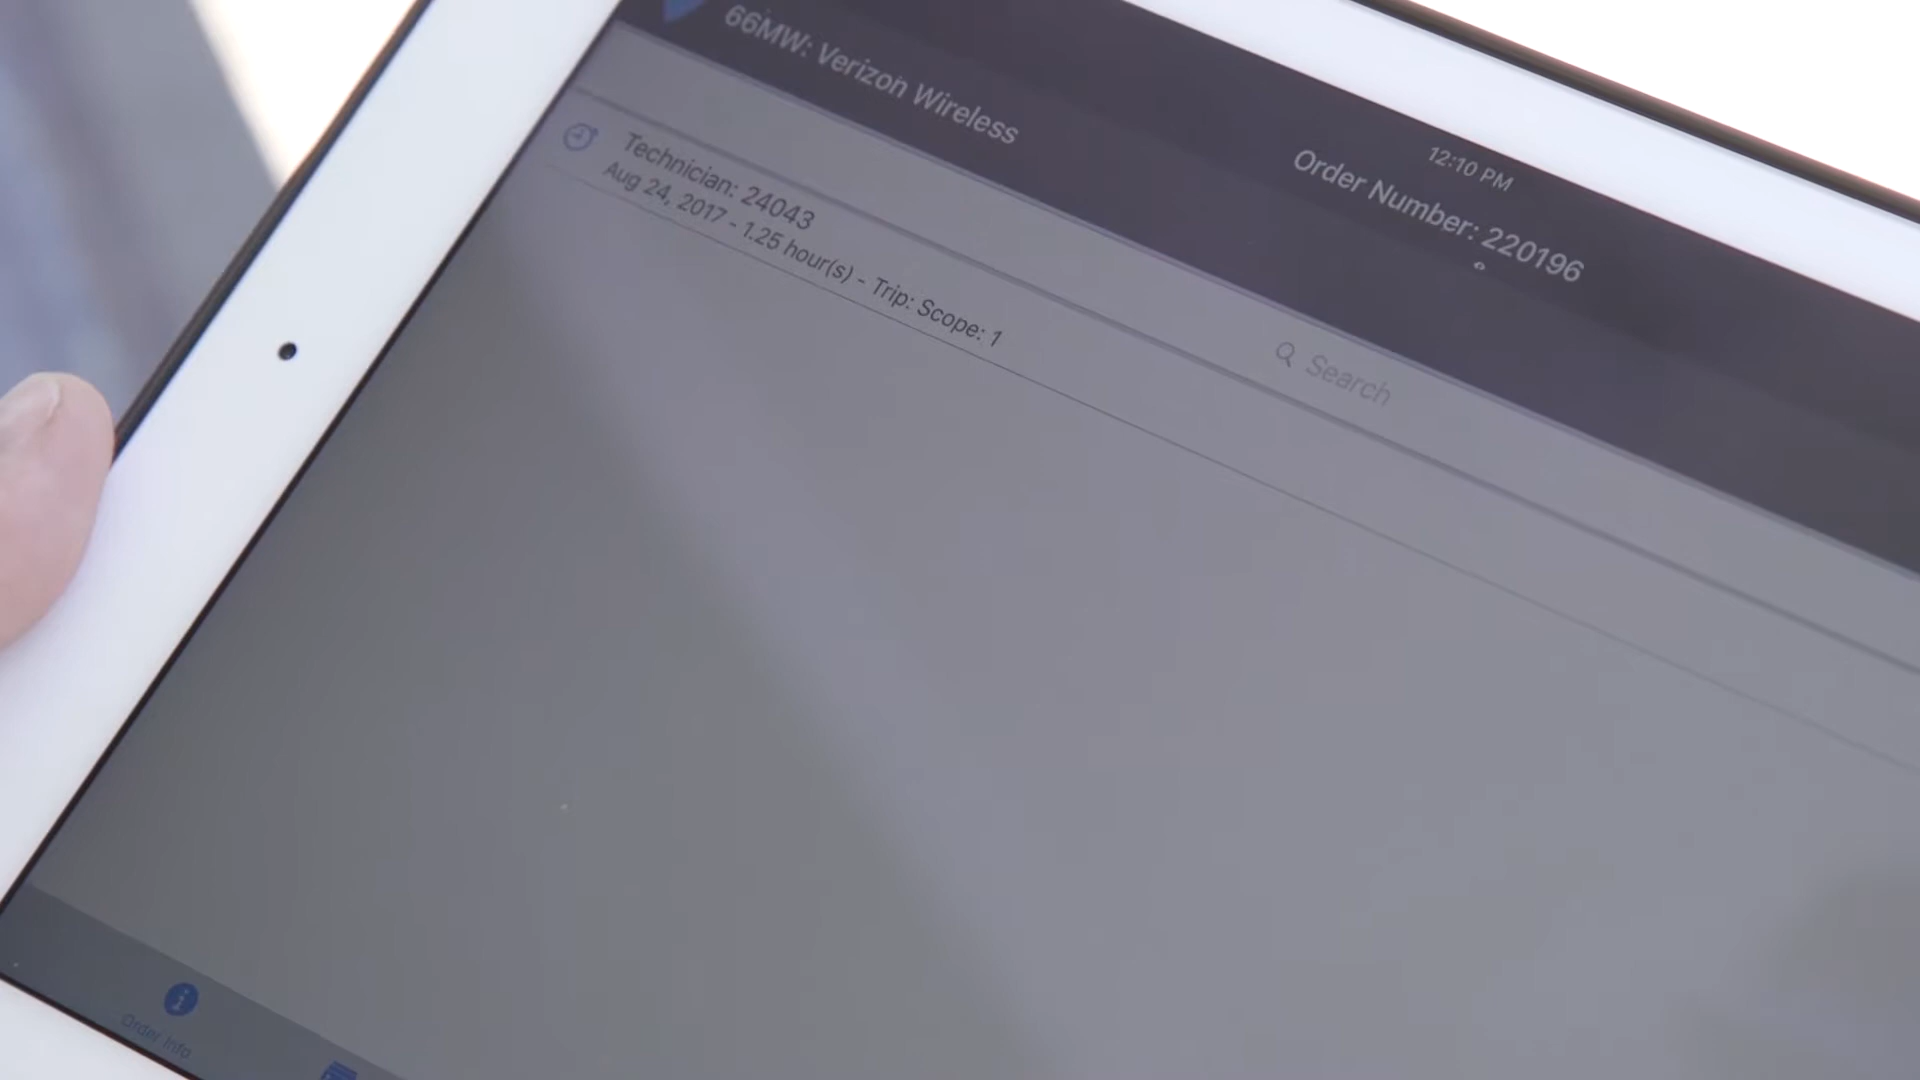 12:10 PM
66MW: Verizon Wireless
Order Number: 220196
Search
Technician: 24043
Aug 24, 2017 - 1.25 hour(s) - Trip: Scope: 1
Order Info